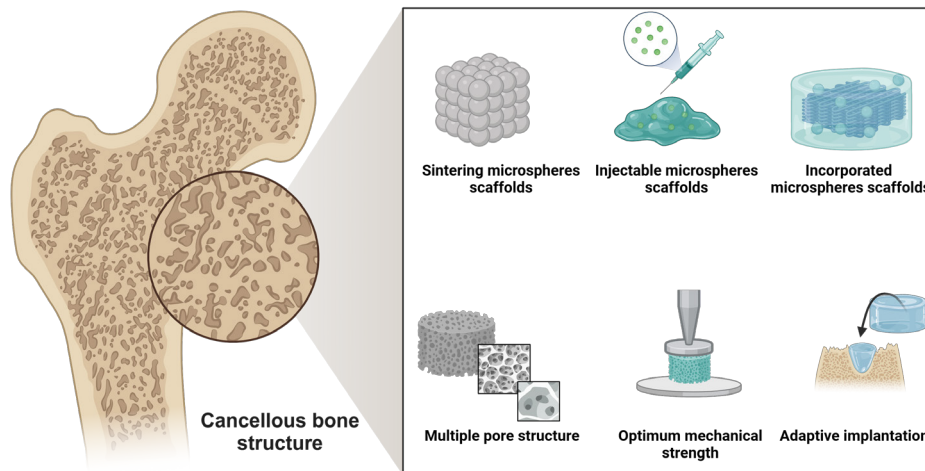 Sintering microspheres
scaffolds
Injectable microspheres
scaffolds
Incorporated
microspheres scaffolds
Multiple pore structure
Optimum mechanical
strength
Adaptive implantation
Cancellous bone
structure